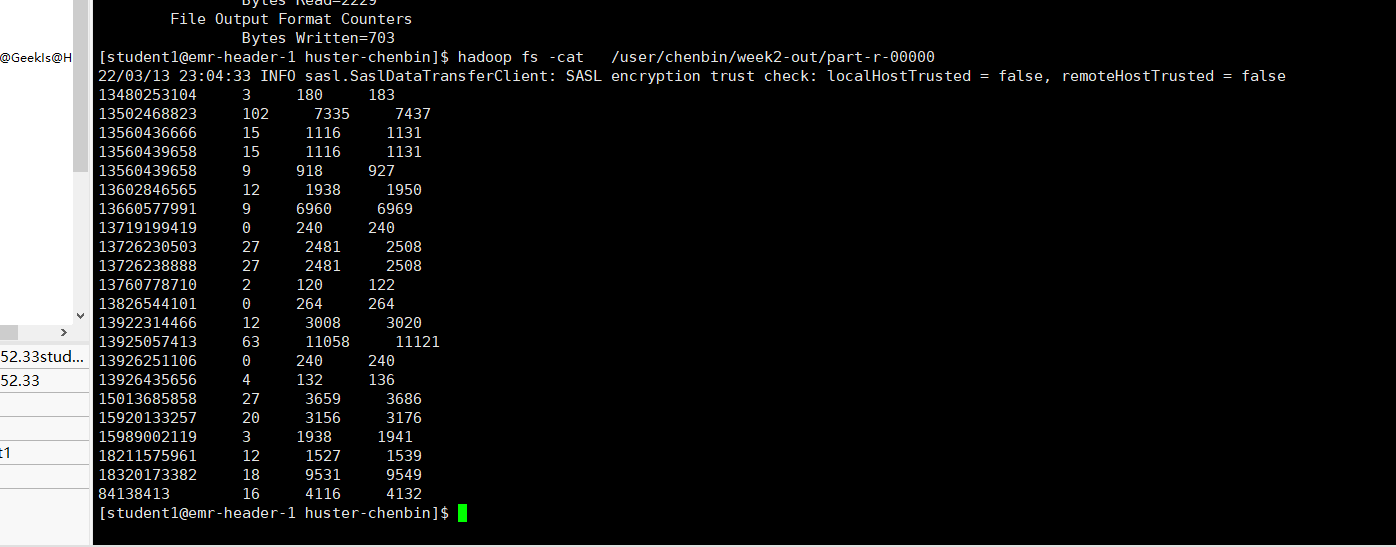 Bytes Read=2229
File Output Format Counters
Bytes Written=703
@GeekIs@H
[student1@emr-header-1 huster-chenbin]$ hadoop fs -cat   /user/chenbin/week2-out/part-r-00000
22/03/13 23:04:33 INFO sasl.SaslDataTransferClient: SASL encryption trust check: localHostTrusted = false, remoteHostTrusted = false
13480253104     3     180     183
13502468823     102     7335     7437
13560436666     15     1116     1131
13560439658     15     1116     1131
13560439658     9     918     927
13602846565     12     1938     1950
13660577991     9     6960     6969
13719199419     0     240     240
13726230503     27     2481     2508
13726238888     27     2481     2508
13760778710     2     120     122
13826544101     0     264     264
13922314466     12     3008     3020
13925057413     63     11058     11121
13926251106     0     240     240
13926435656     4     132     136
15013685858     27     3659     3686
15920133257     20     3156     3176
15989002119     3     1938     1941
18211575961     12     1527     1539
18320173382     18     9531     9549
84138413     16     4116     4132
[student1@emr-header-1 huster-chenbin]$
52.33stud...
52.33
t1